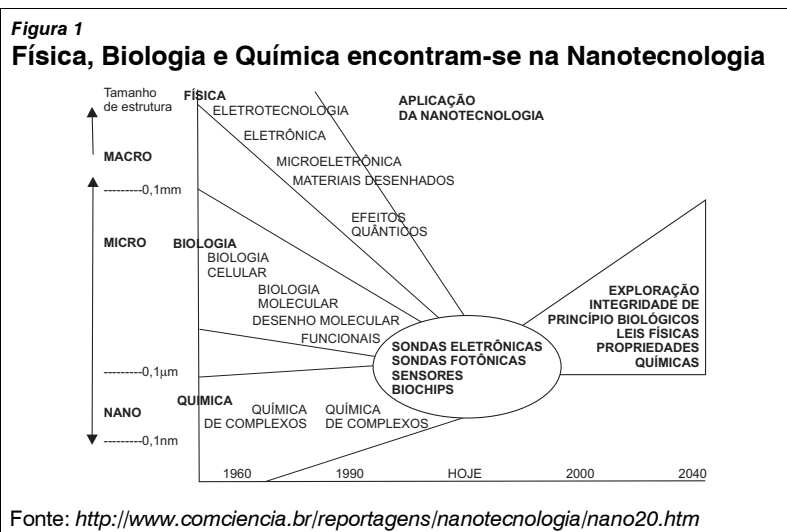 Figura 1
Física, Biologia e Química encontram-se na Nanotecnologia
Tamanho
de estrutura
FÍSICA
ELETROTECNOLOGIA
APLICAÇÃO
DA NANOTECNOLOGIA
ELETRÔNICA
MACRO
MICROELETRÔNICA
MATERIAIS DESENHADOS
---------0,1mm
EFEITOS
QUÂNTICOS
MICRO
BIOLOGIA
BIOLOGIA
CELULAR
BIOLOGIA
MOLECULAR
DESENHO MOLECULAR
FUNCIONAIS
EXPLORAÇÃO
INTEGRIDADE DE
PRINCÍPIO BIOLÓGICOS
LEIS FÍSICAS
PROPRIEDADES
QUÍMICAS
SONDAS ELETRÔNICAS
SONDAS FOTÔNICAS
SENSORES
BIOCHIPS
---------0,1µm
NANO
QUIMICA
QUÍMICA
DE COMPLEXOS
QUÍMICA
DE COMPLEXOS
---------0,1nm
1960 1990 HOJE 2000 2040
Fonte: http://www.comciencia.br/reportagens/nanotecnologia/nano20.htm